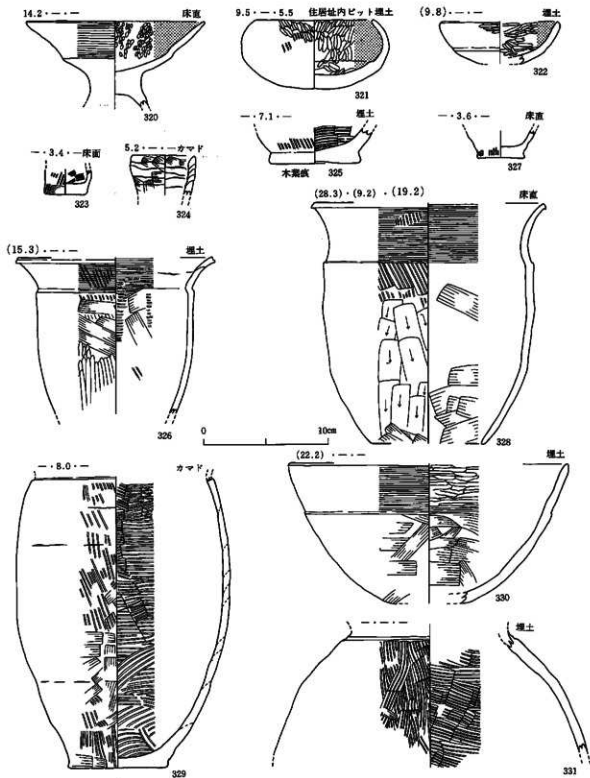 14.2・―・― 床直
320
9.5・―・5.5 住居址内ピット埋土
321
(9.8)・―・― 埋土
322
―・3.4・― 床面
323
5.2・―・― カマド
324
―・7.1・― 埋土
木葉痕 325
―・3.6・― 床直
327
(15.3)・―・― 埋土
326
(28.3)・(9.2)・(19.2) 床直
328
0 10cm
―・8.0・― カマド
329
(22.2)・―・― 埋土
330
―・―・― 埋土
331